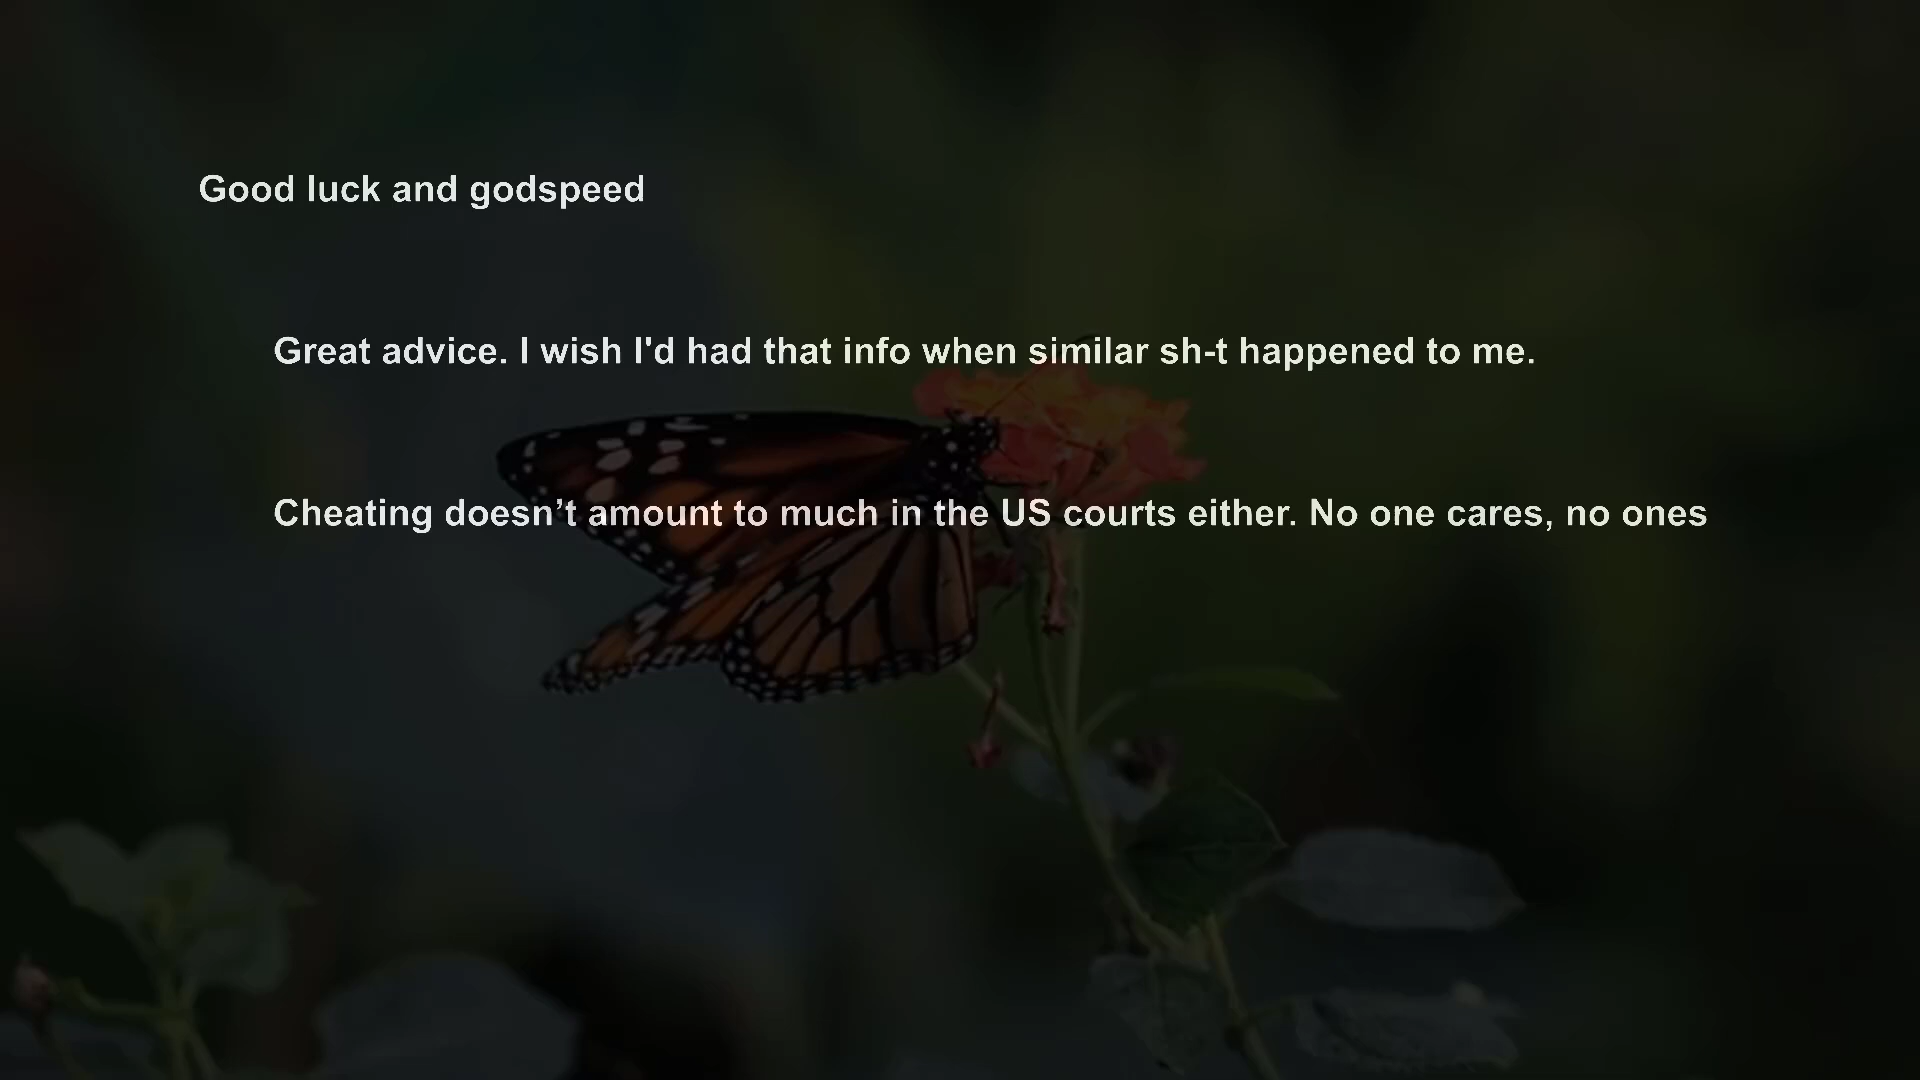 Good luck and godspeed
Great advice. I wish I'd had that info when similar sh-t happened to me.
Cheating doesn’t amount to much in the US courts either. No one cares, no ones